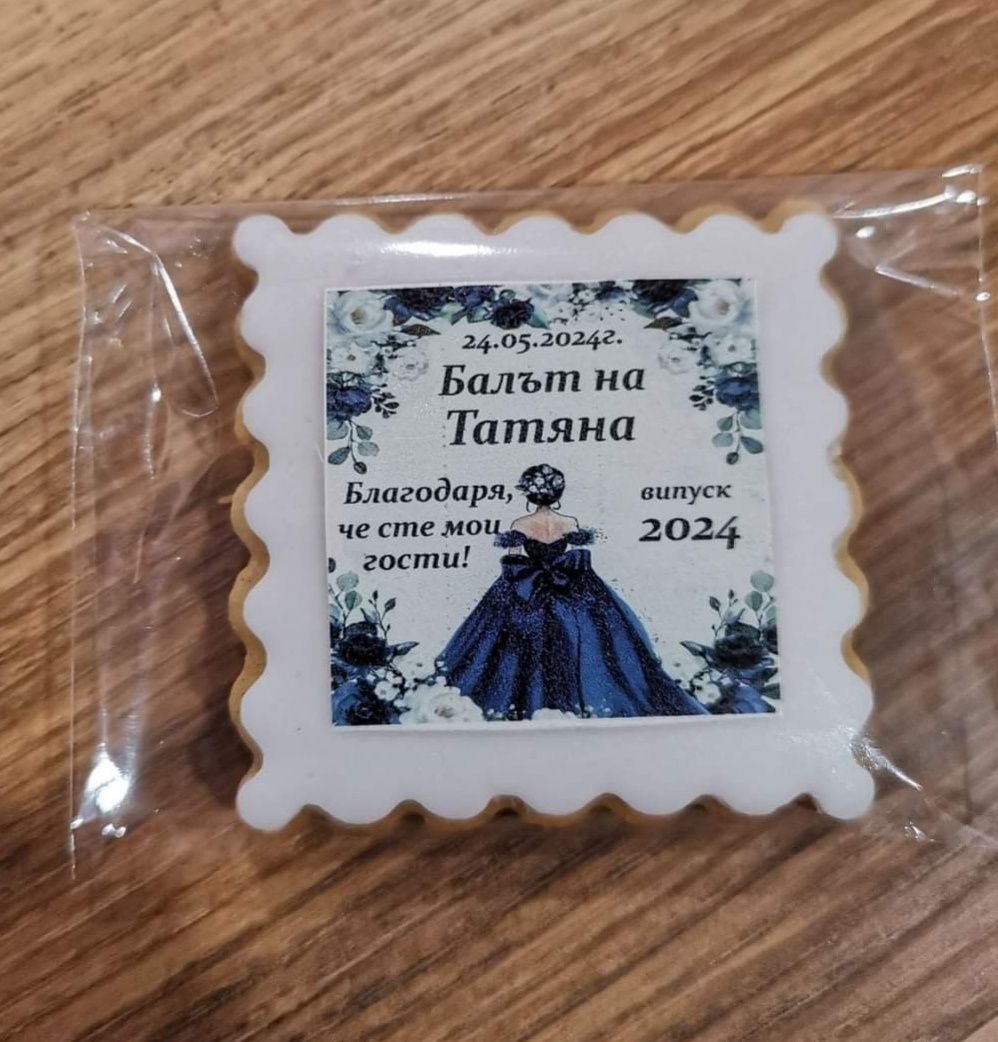 24.05.2024г.
Балът на
Татяна
Благодаря,
че сте мои
гости!
випуск
2024